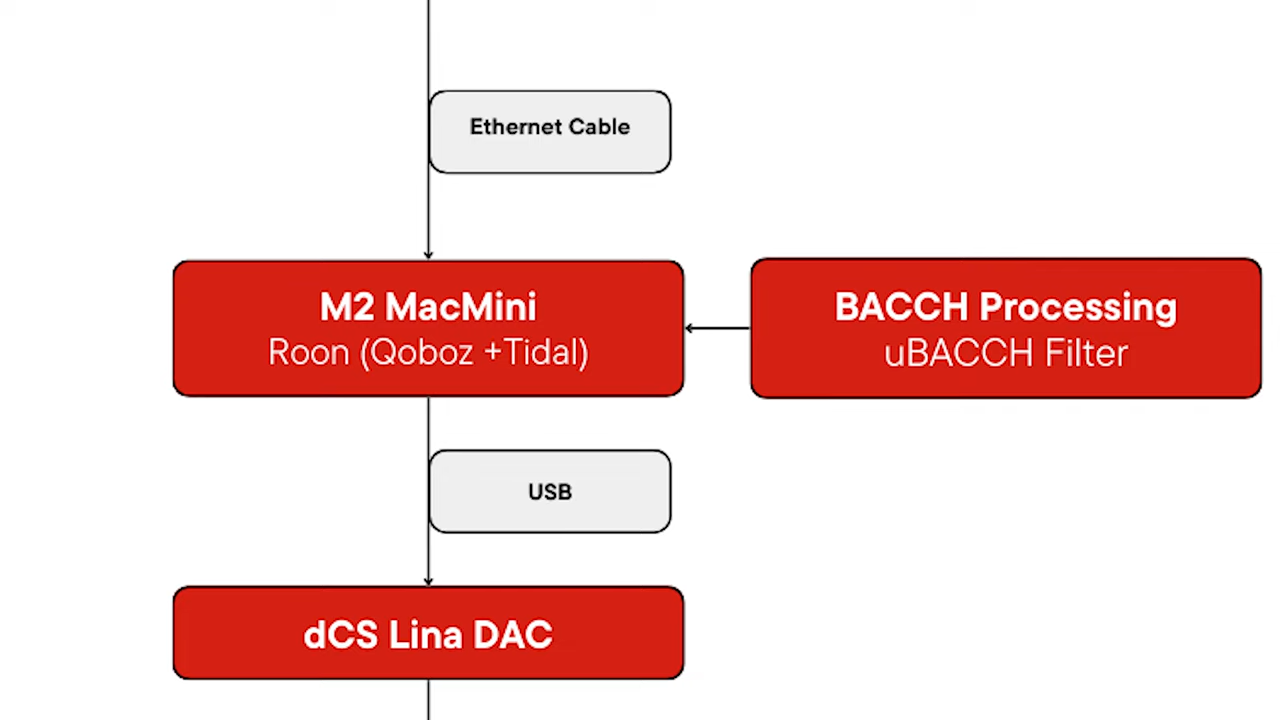 Ethernet Cable
M2 MacMini
Roon (Qoboz +Tidal)
BACCH Processing
uBACCH Filter
USB
dCS Lina DAC